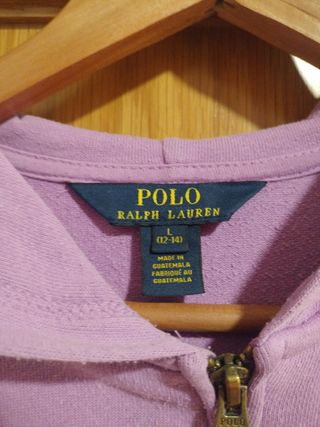 POLO
RALPH LAUREN
L
(12-14)
MADE IN
GUATEMALA
FABRIQUÉ AU
GUATEMALA
POLO